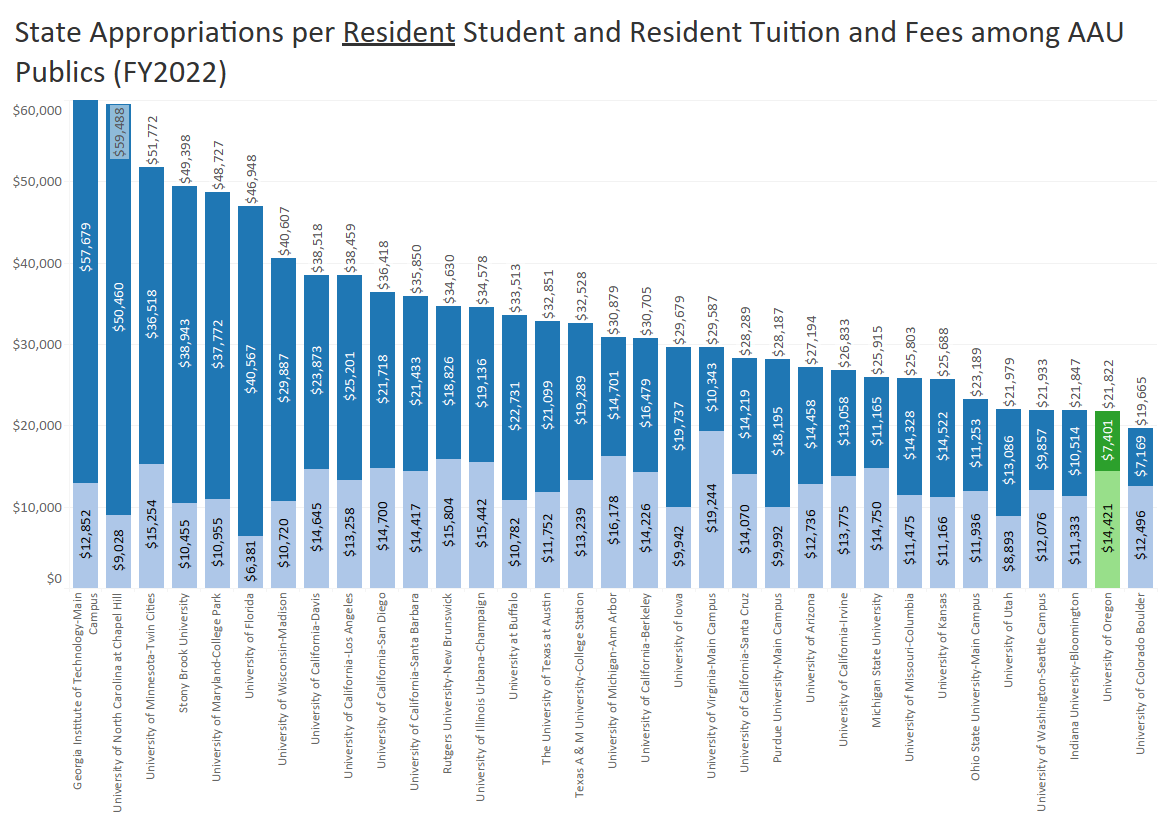 State Appropriations per Resident Student and Resident Tuition and Fees among AAU
Publics (FY2022)
$60,000
$50,000
$40,000
$30,000
$20,000
$10,000
$0
$57,679
$12,852
$59,488
$50,460
$9,028
$51,772
$36,518
$15,254
$49,398
$38,943
$10,455
$48,727
$37,772
$10,955
$46,948
$40,567
$6,381
$40,607
$29,887
$10,720
$38,518
$23,873
$14,645
$38,459
$25,201
$13,258
$36,418
$21,718
$14,700
$35,850
$21,433
$14,417
$34,630
$18,826
$15,804
$34,578
$19,136
$15,442
$33,513
$22,731
$10,782
$32,851
$21,099
$11,752
$32,528
$19,289
$13,239
$30,879
$14,701
$16,178
$30,705
$16,479
$14,226
$29,679
$19,737
$9,942
$29,587
$10,343
$19,244
$28,289
$14,219
$14,070
$28,187
$18,195
$9,992
$27,194
$14,458
$12,736
$26,833
$13,058
$13,775
$25,915
$11,165
$14,750
$25,803
$14,328
$11,475
$25,688
$14,522
$11,166
$23,189
$11,253
$11,936
$21,979
$13,086
$8,893
$21,933
$9,857
$12,076
$21,847
$10,514
$11,333
$21,822
$7,401
$14,421
$19,665
$7,169
$12,496
Georgia Institute of Technology-Main
Campus
University of North Carolina at Chapel Hill
University of Minnesota-Twin Cities
Stony Brook University
University of Maryland-College Park
University of Florida
University of Wisconsin-Madison
University of California-Davis
University of California-Los Angeles
University of California-San Diego
University of California-Santa Barbara
Rutgers University-New Brunswick
University of Illinois Urbana-Champaign
University at Buffalo
The University of Texas at Austin
Texas A & M University-College Station
University of Michigan-Ann Arbor
University of California-Berkeley
University of Iowa
University of Virginia-Main Campus
University of California-Santa Cruz
Purdue University-Main Campus
University of Arizona
University of California-Irvine
Michigan State University
University of Missouri-Columbia
University of Kansas
Ohio State University-Main Campus
University of Utah
University of Washington-Seattle Campus
Indiana University-Bloomington
University of Oregon
University of Colorado Boulder